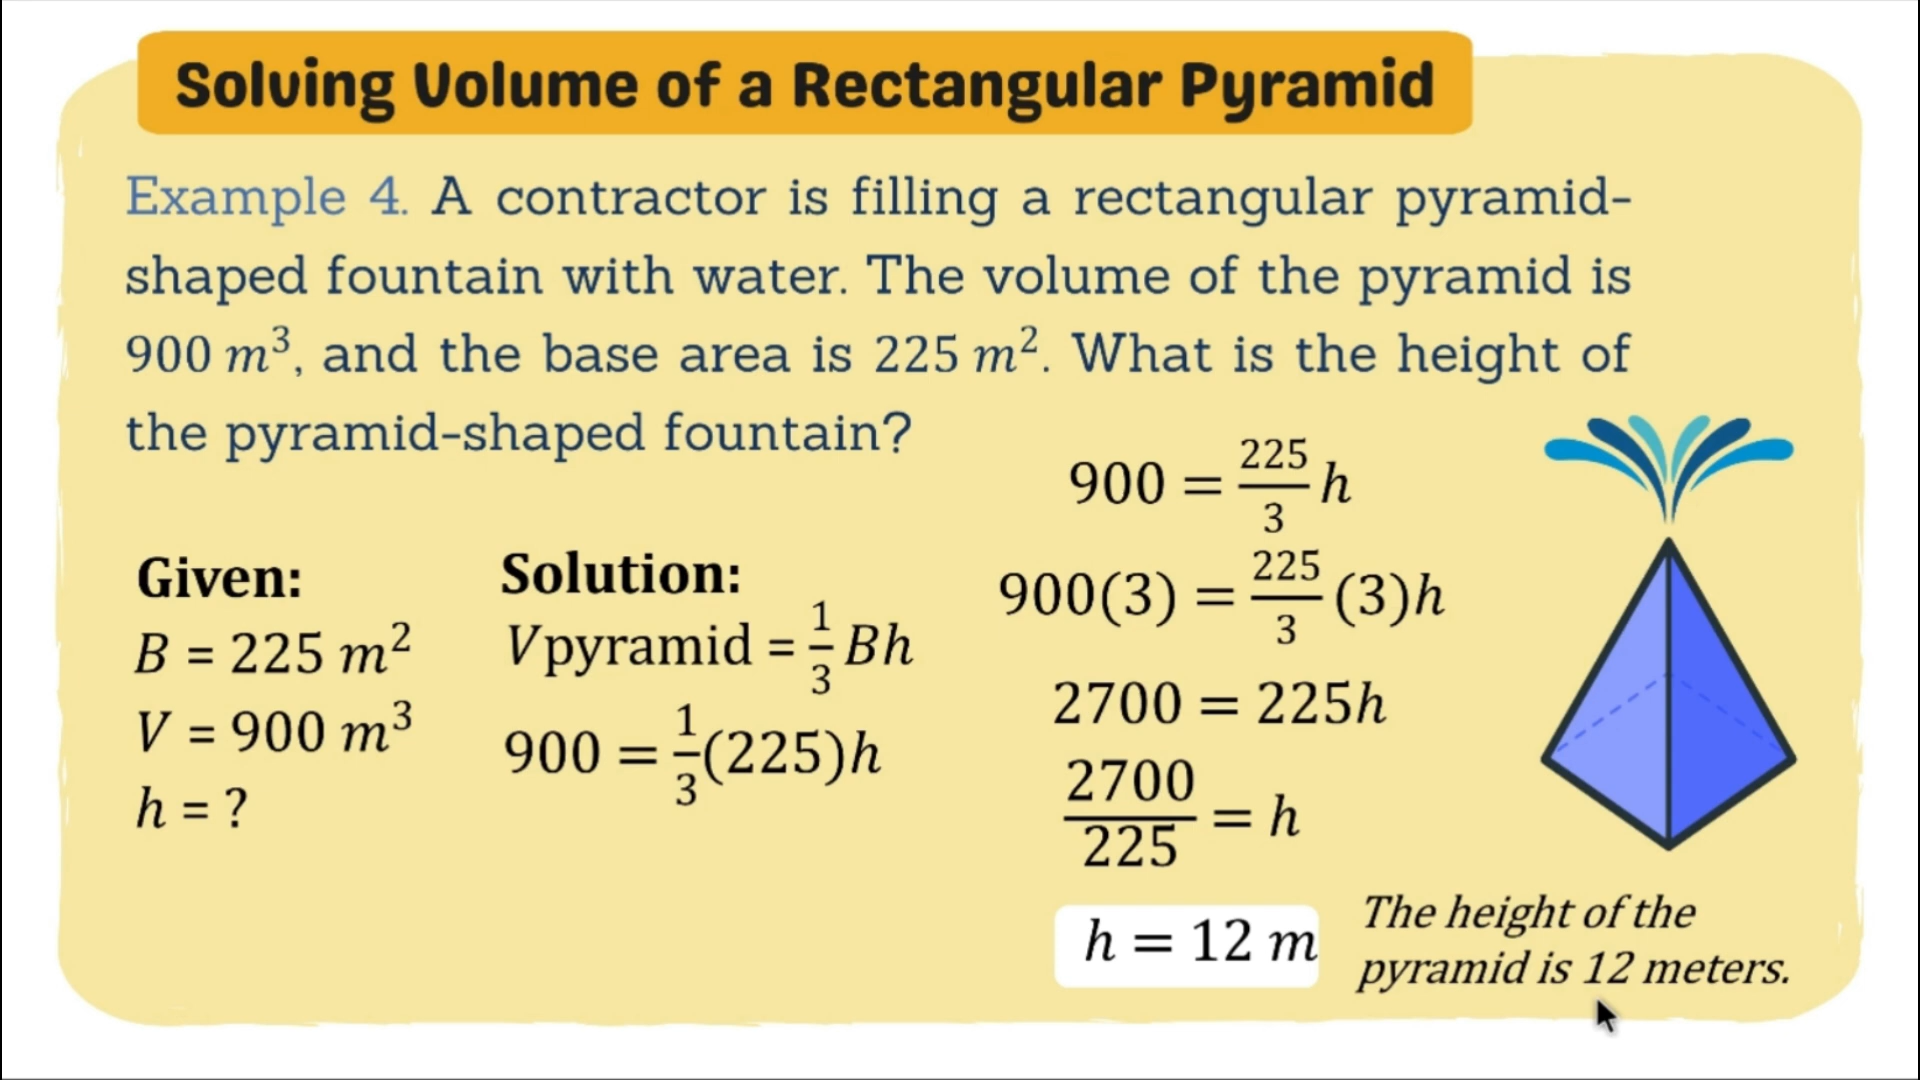 Solving Volume of a Rectangular Pyramid
Example 4. A contractor is filling a rectangular pyramid-
shaped fountain with water. The volume of the pyramid is
900 m³, and the base area is 225 m². What is the height of
the pyramid-shaped fountain?
Given:
B = 225 m²
V = 900 m³
h = ?
Solution:
Vpyramid = 1/3 Bh
900 = 1/3(225)h
900 = 225/3 h
900(3) = 225/3 (3)h
2700 = 225h
2700/225 = h
h = 12 m
The height of the
pyramid is 12 meters.